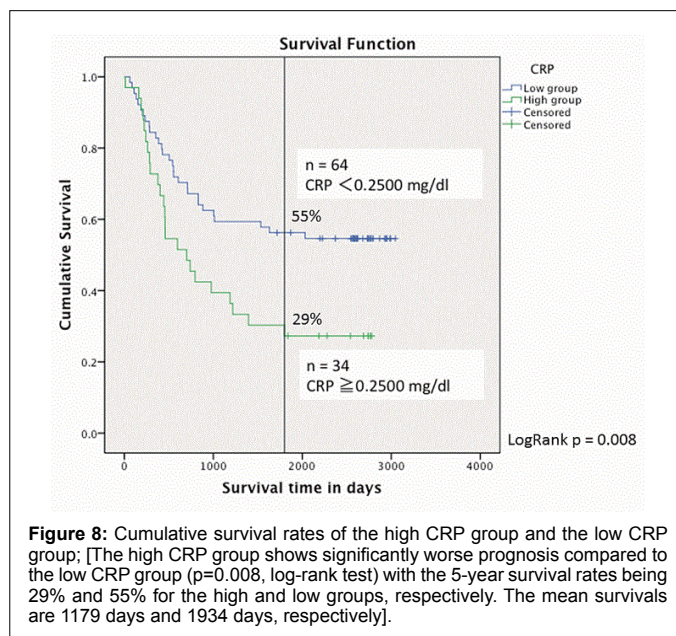 Survival Function
CRP
Low group
High group
Censored
Censored
1.0
0.8
0.6
0.4
0.2
0.0
Cumulative Survival
n = 64
CRP <0.2500 mg/dl
55%
29%
n = 34
CRP ≧0.2500 mg/dl
LogRank p = 0.008
0 1000 2000 3000 4000
Survival time in days
Figure 8: Cumulative survival rates of the high CRP group and the low CRP
group; [The high CRP group shows significantly worse prognosis compared to
the low CRP group (p=0.008, log-rank test) with the 5-year survival rates being
29% and 55% for the high and low groups, respectively. The mean survivals
are 1179 days and 1934 days, respectively].